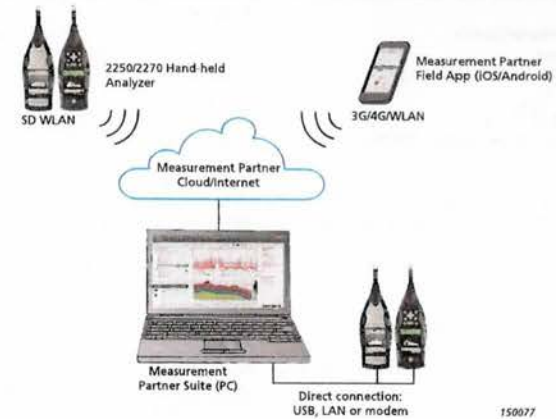 2250/2270 Hand-held
Analyzer
SD WLAN
Measurement Partner
Field App (iOS/Android)
3G/4G/WLAN
Measurement Partner
Cloud/Internet
Measurement
Partner Suite (PC)
Direct connection:
USB, LAN or modem
150077